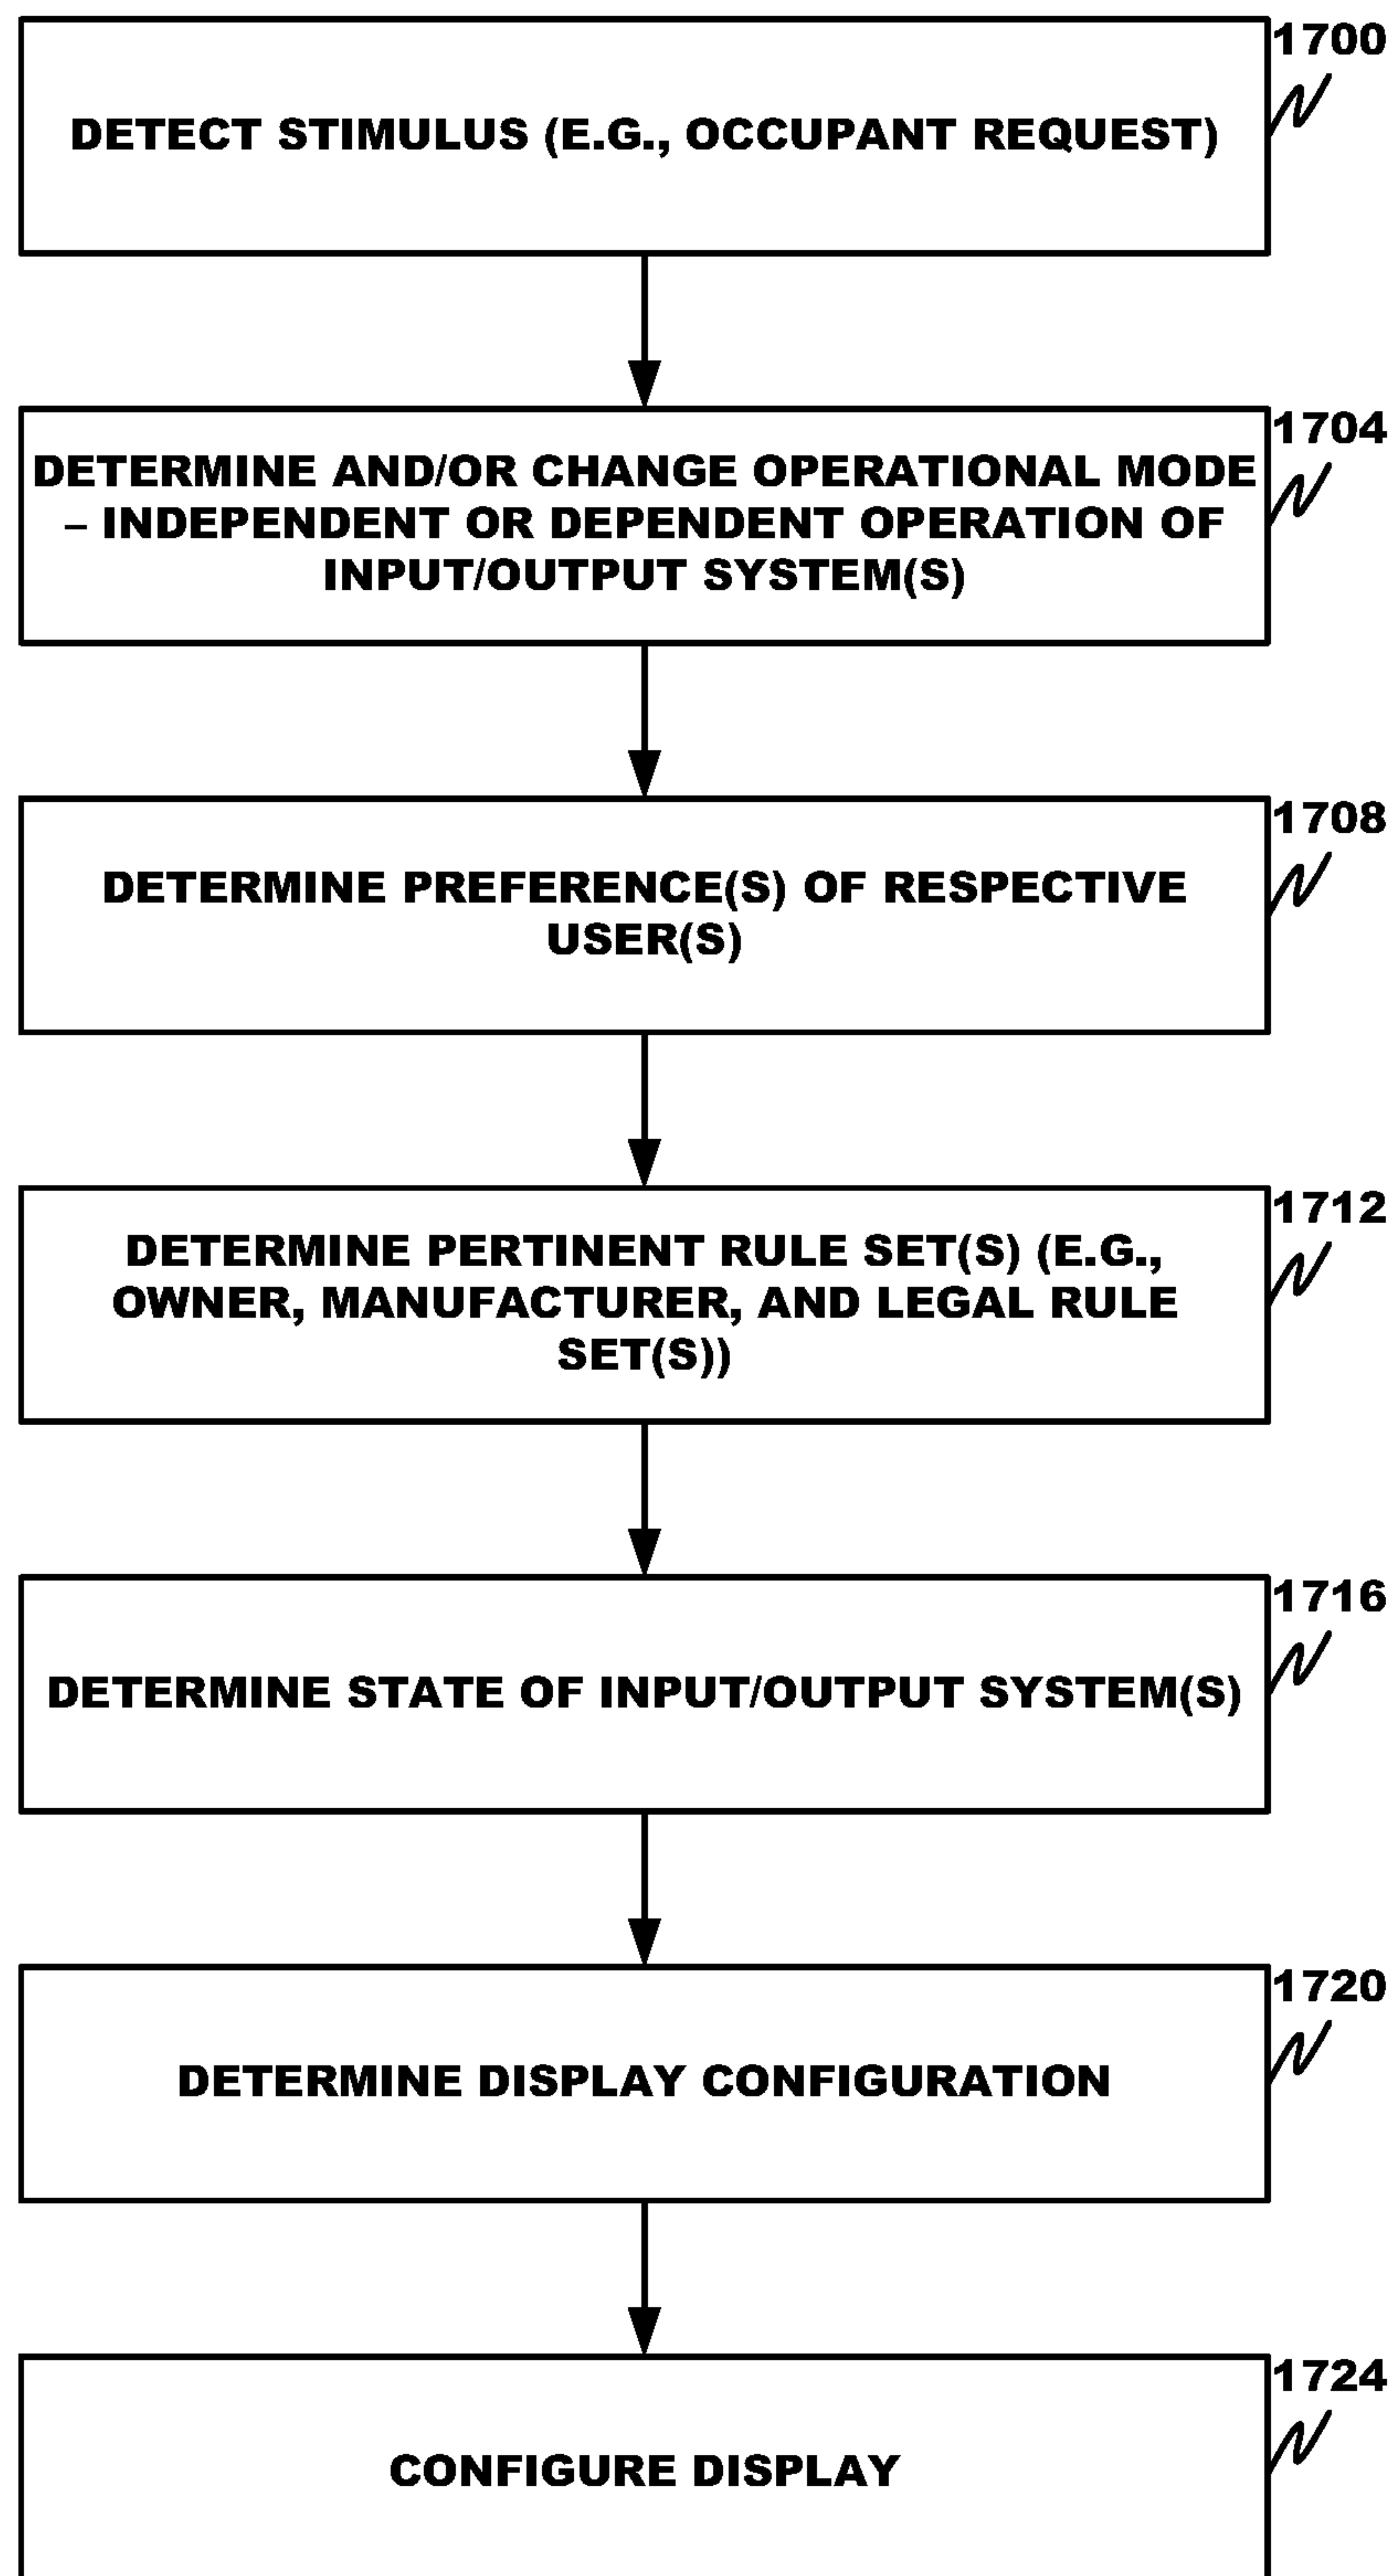 1700
DETECT STIMULUS (E.G., OCCUPANT REQUEST)
1704
DETERMINE AND/OR CHANGE OPERATIONAL MODE
– INDEPENDENT OR DEPENDENT OPERATION OF
INPUT/OUTPUT SYSTEM(S)
1708
DETERMINE PREFERENCE(S) OF RESPECTIVE
USER(S)
1712
DETERMINE PERTINENT RULE SET(S) (E.G.,
OWNER, MANUFACTURER, AND LEGAL RULE
SET(S))
1716
DETERMINE STATE OF INPUT/OUTPUT SYSTEM(S)
1720
DETERMINE DISPLAY CONFIGURATION
1724
CONFIGURE DISPLAY